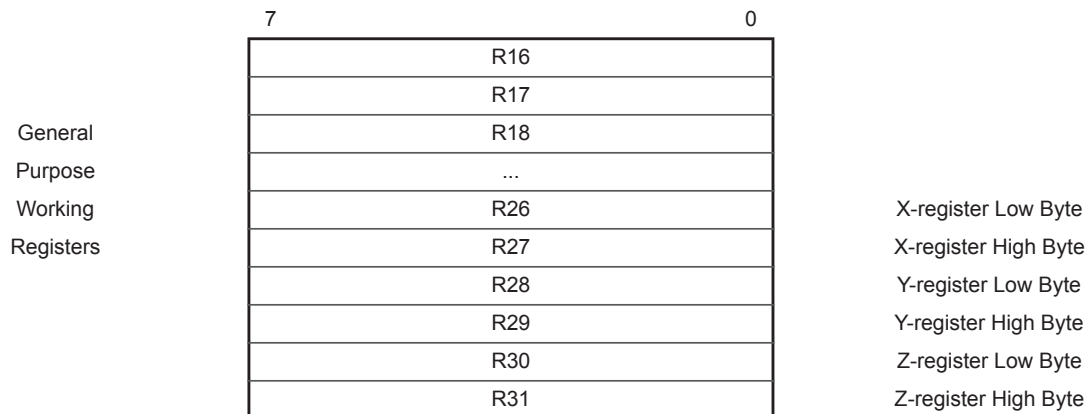 7 0
R16
R17
General R18
Purpose ...
Working R26 X-register Low Byte
Registers R27 X-register High Byte
R28 Y-register Low Byte
R29 Y-register High Byte
R30 Z-register Low Byte
R31 Z-register High Byte